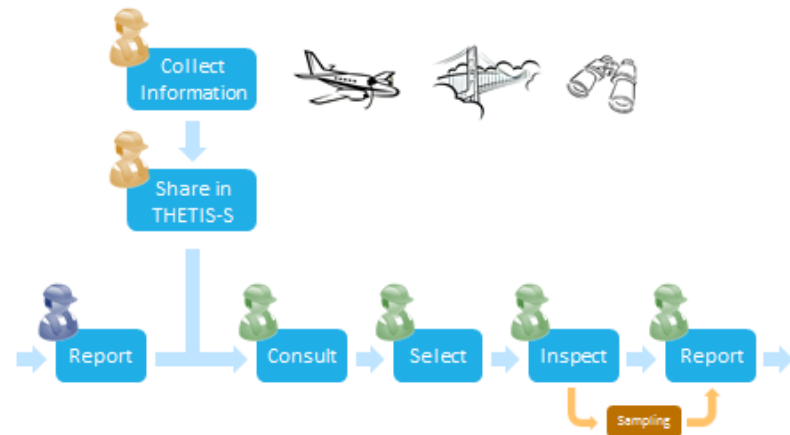 Collect
Information
Share in
THETIS-S
Report
Consult
Select
Inspect
Report
Sampling